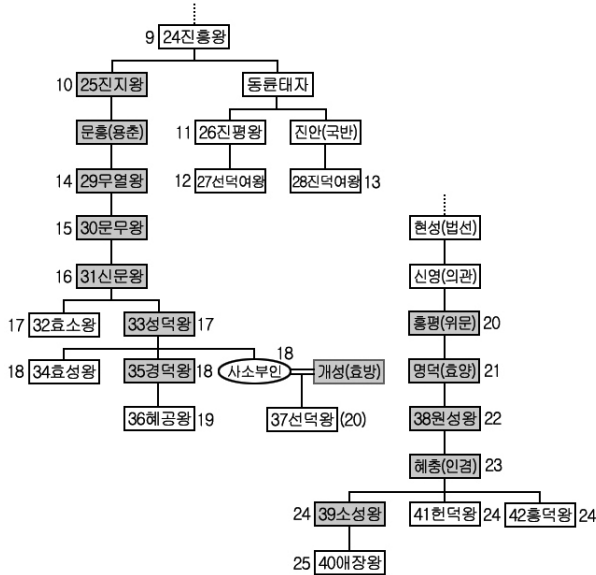 9 24진흥왕
10 25진지왕 동륜태자
문흥(용춘) 11 26진평왕 진안(국반)
14 29무열왕 12 27선덕여왕 28진덕여왕 13
15 30문무왕 현성(법선)
16 31신문왕 신영(의관)
17 32효소왕 33성덕왕 17 흥평(위문) 20
18
18 34효성왕 35경덕왕 18 사소부인 개성(효방) 명덕(효양) 21
36혜공왕 19 37선덕왕 (20) 38원성왕 22
혜충(인겸) 23
24 39소성왕 41헌덕왕 24 42흥덕왕 24
25 40애장왕